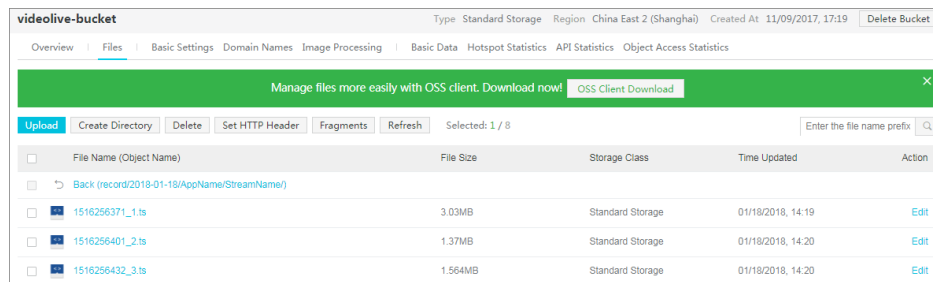 videolive-bucket Type Standard Storage Region China East 2 (Shanghai) Created At 11/09/2017, 17:19 Delete Bucket
Overview Files Basic Settings Domain Names Image Processing Basic Data Hotspot Statistics API Statistics Object Access Statistics
Manage files more easily with OSS client. Download now! OSS Client Download
Upload Create Directory Delete Set HTTP Header Fragments Refresh Selected: 1 / 8 Enter the file name prefix
File Name (Object Name) File Size Storage Class Time Updated Action
Back (record/2018-01-18/AppName/StreamName/)
1516256371_1.ts 3.03MB Standard Storage 01/18/2018, 14:19 Edit
1516256401_2.ts 1.37MB Standard Storage 01/18/2018, 14:20 Edit
1516256432_3.ts 1.564MB Standard Storage 01/18/2018, 14:20 Edit